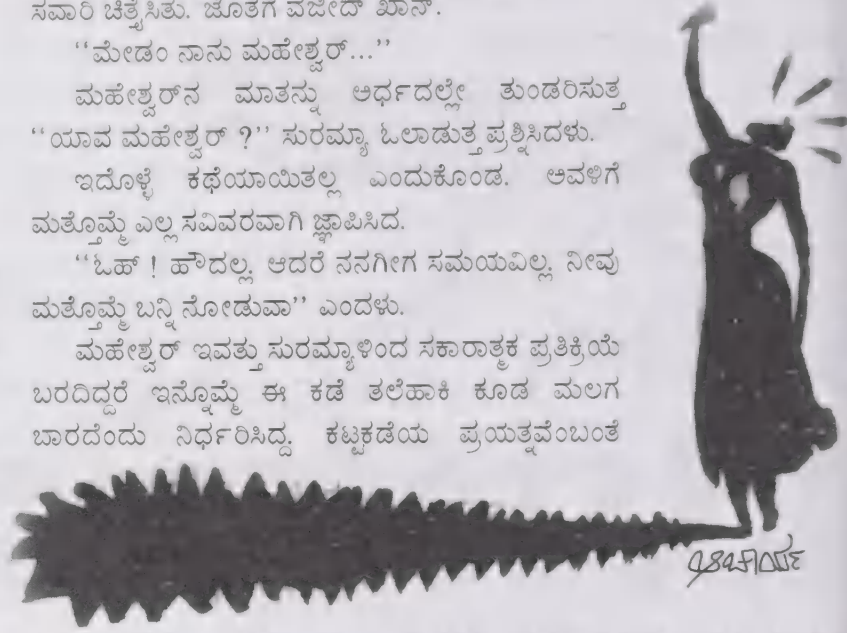 ಸವಾರಿ ಚಿತ್ತೈಸಿತು. ಜೊತೆಗೆ ವಜೀದ್ ಖಾನ್.
‘‘ಮೇಡಂ ನಾನು ಮಹೇಶ್ವರ್...’’
ಮಹೇಶ್ವರ್‌ನ ಮಾತನ್ನು ಅರ್ಧದಲ್ಲೇ ತುಂಡರಿಸುತ್ತ
‘‘ಯಾವ ಮಹೇಶ್ವರ್ ?’’ ಸುರಮ್ಯಾ ಓಲಾಡುತ್ತ ಪ್ರಶ್ನಿಸಿದಳು.
ಇದೊಳ್ಳೆ ಕಥೆಯಾಯಿತಲ್ಲ ಎಂದುಕೊಂಡ. ಅವಳಿಗೆ
ಮತ್ತೊಮ್ಮೆ ಎಲ್ಲ ಸವಿವರವಾಗಿ ಜ್ಞಾಪಿಸಿದ.
‘‘ಓಹ್ ! ಹೌದಲ್ಲ. ಆದರೆ ನನಗೀಗ ಸಮಯವಿಲ್ಲ. ನೀವು
ಮತ್ತೊಮ್ಮೆ ಬನ್ನಿ ನೋಡುವಾ’’ ಎಂದಳು.
ಮಹೇಶ್ವರ್ ಇವತ್ತು ಸುರಮ್ಯಾಳಿಂದ ಸಕಾರಾತ್ಮಕ ಪ್ರತಿಕ್ರಿಯೆ
ಬರದಿದ್ದರೆ ಇನ್ನೊಮ್ಮೆ ಈ ಕಡೆ ತಲೆಹಾಕಿ ಕೂಡ ಮಲಗ
ಬಾರದೆಂದು ನಿರ್ಧರಿಸಿದ್ದ. ಕಟ್ಟಕಡೆಯ ಪ್ರಯತ್ನವೆಂಬಂತೆ